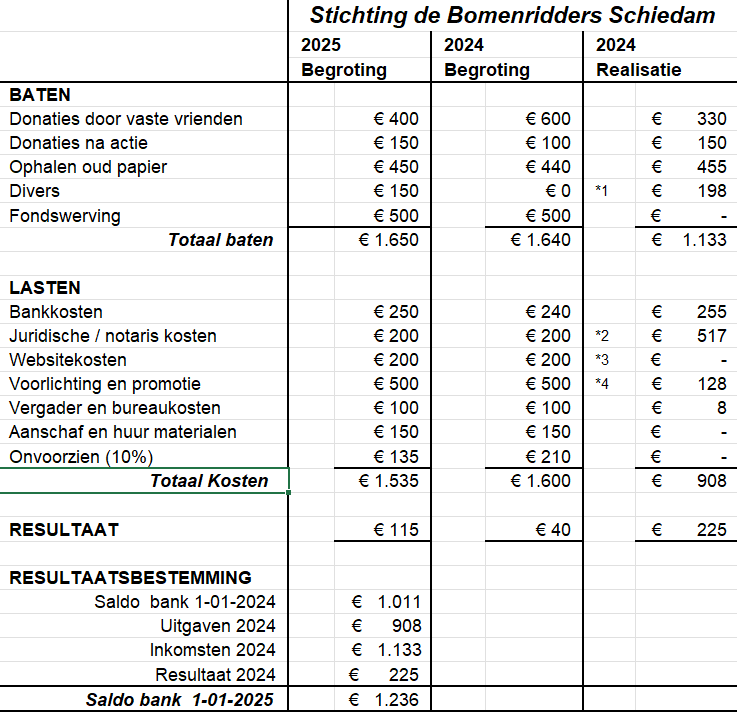 Stichting de Bomenridders Schiedam
2025 2024 2024
Begroting Begroting Realisatie
BATEN
Donaties door vaste vrienden € 400 € 600 € 330
Donaties na actie € 150 € 100 € 150
Ophalen oud papier € 450 € 440 € 455
Divers € 150 € 0 *1 € 198
Fondswerving € 500 € 500 € -
Totaal baten € 1.650 € 1.640 € 1.133
LASTEN
Bankkosten € 250 € 240 € 255
Juridische / notaris kosten € 200 € 200 *2 € 517
Websitekosten € 200 € 200 *3 € -
Voorlichting en promotie € 500 € 500 *4 € 128
Vergader en bureaukosten € 100 € 100 € 8
Aanschaf en huur materialen € 150 € 150 € -
Onvoorzien (10%) € 135 € 210 € -
Totaal Kosten € 1.535 € 1.600 € 908
RESULTAAT € 115 € 40 € 225
RESULTAATSBESTEMMING
Saldo bank 1-01-2024 € 1.011
Uitgaven 2024 € 908
Inkomsten 2024 € 1.133
Resultaat 2024 € 225
Saldo bank 1-01-2025 € 1.236